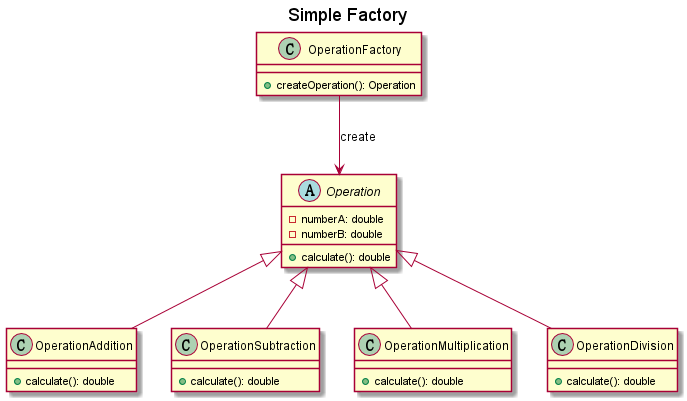 Simple Factory
C OperationFactory
createOperation(): Operation
create
A Operation
numberA: double
numberB: double
calculate(): double
C OperationAddition
calculate(): double
C OperationSubtraction
calculate(): double
C OperationMultiplication
calculate(): double
C OperationDivision
calculate(): double